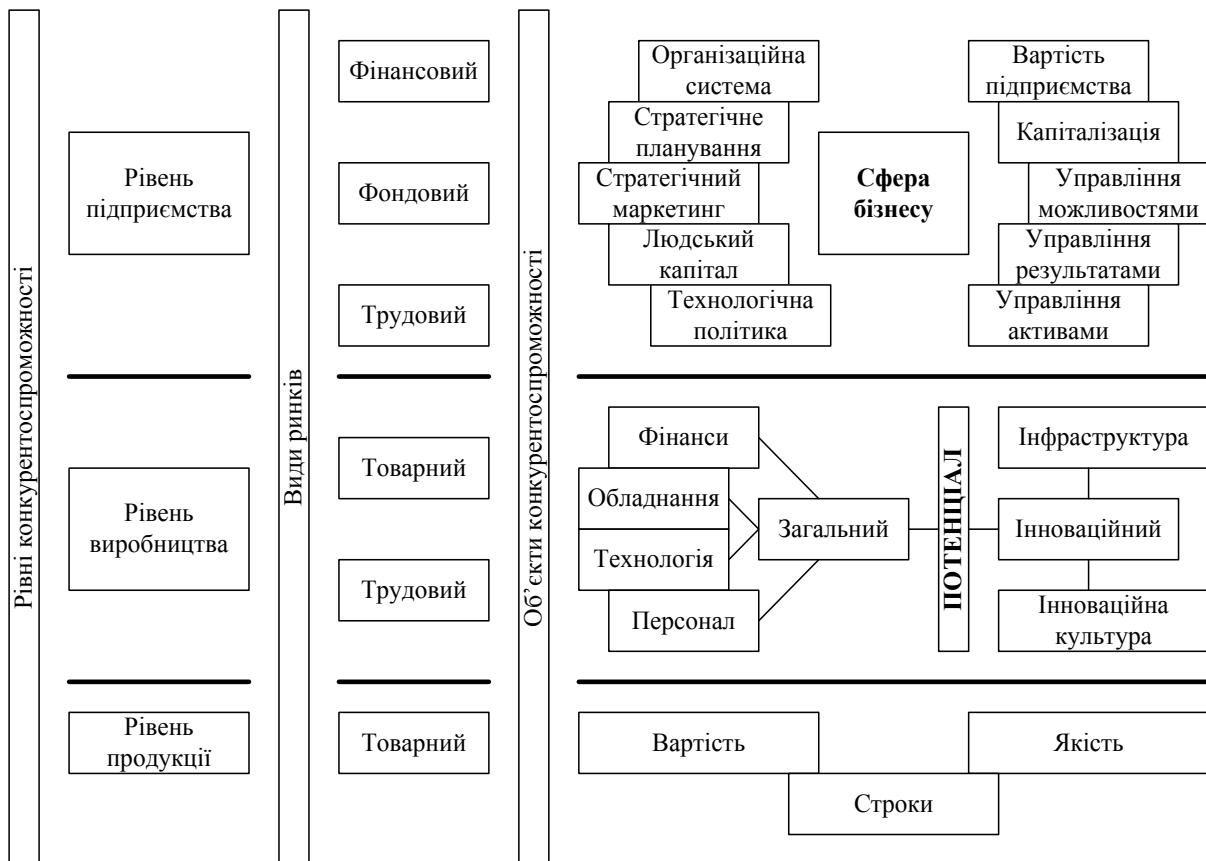 Рівні конкурентоспроможності
Рівень
підприємства
Рівень
виробництва
Рівень
продукції
Види ринків
Фінансовий
Фондовий
Трудовий
Товарний
Трудовий
Товарний
Об’єкти конкурентоспроможності
Організаційна
система
Стратегічне
планування
Стратегічний
маркетинг
Людський
капітал
Технологічна
політика
Сфера
бізнесу
Вартість
підприємства
Капіталізація
Управління
можливостями
Управління
результатами
Управління
активами
Фінанси
Обладнання
Технологія
Персонал
Загальний
ПОТЕНЦІАЛ
Інфраструктура
Інноваційний
Інноваційна
культура
Вартість
Якість
Строки